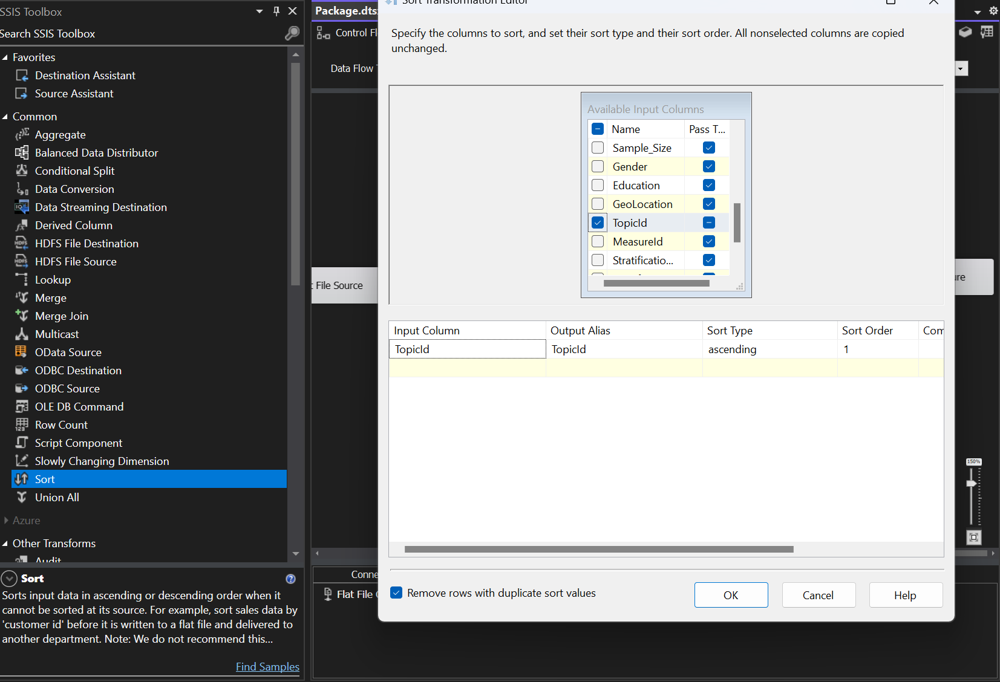 SSIS Toolbox
Search SSIS Toolbox
Favorites
Destination Assistant
Source Assistant
Common
Aggregate
Balanced Data Distributor
Conditional Split
Data Conversion
Data Streaming Destination
Derived Column
HDFS File Destination
HDFS File Source
Lookup
Merge
Merge Join
Multicast
OData Source
ODBC Destination
ODBC Source
OLE DB Command
Row Count
Script Component
Slowly Changing Dimension
Sort
Union All
Azure
Other Transforms
Audit
Sort
Sorts input data in ascending or descending order when it
cannot be sorted at its source. For example, sort sales data by
'customer id' before it is written to a flat file and delivered to
another department. Note: We do not recommend this...
Find Samples
Package.dts
Control Fl
Data Flow
t File Source
Conne
Flat File
Sort Transformation Editor
Specify the columns to sort, and set their sort type and their sort order. All nonselected columns are copied
unchanged.
Available Input Columns
Name Pass T...
Sample_Size
Gender
Education
GeoLocation
TopicId
MeasureId
Stratificatio...
Input Column Output Alias Sort Type Sort Order Com
TopicId TopicId ascending 1
Remove rows with duplicate sort values
OK Cancel Help
ure
150%